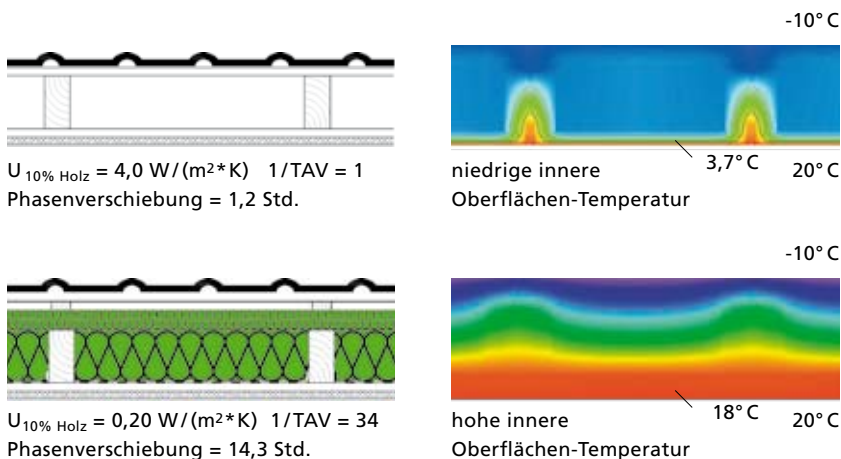 -10° C
U 10% Holz = 4,0 W/(m²*K) 1/TAV = 1
Phasenverschiebung = 1,2 Std.
3,7° C
20° C
niedrige innere
Oberflächen-Temperatur
-10° C
U10% Holz = 0,20 W/(m²*K) 1/TAV = 34
Phasenverschiebung = 14,3 Std.
18° C
20° C
hohe innere
Oberflächen-Temperatur